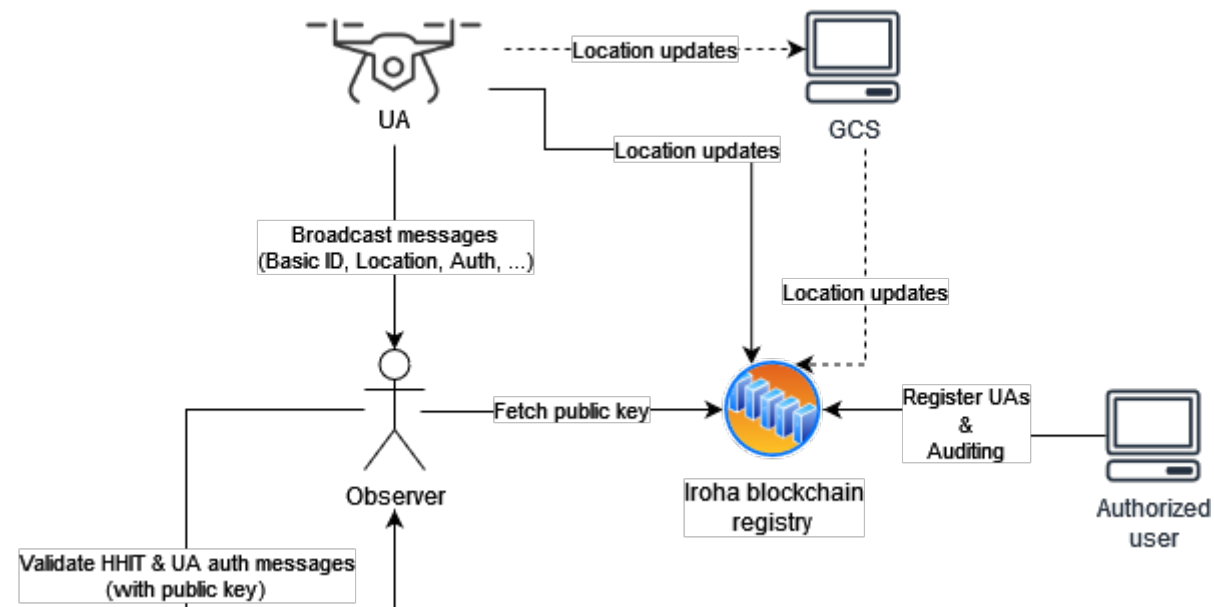 Location updates
UA
GCS
Location updates
Broadcast messages
(Basic ID, Location, Auth, ...)
Location updates
Fetch public key
Register UAs
&
Auditing
Observer
Iroha blockchain
registry
Authorized
user
Validate HHIT & UA auth messages
(with public key)